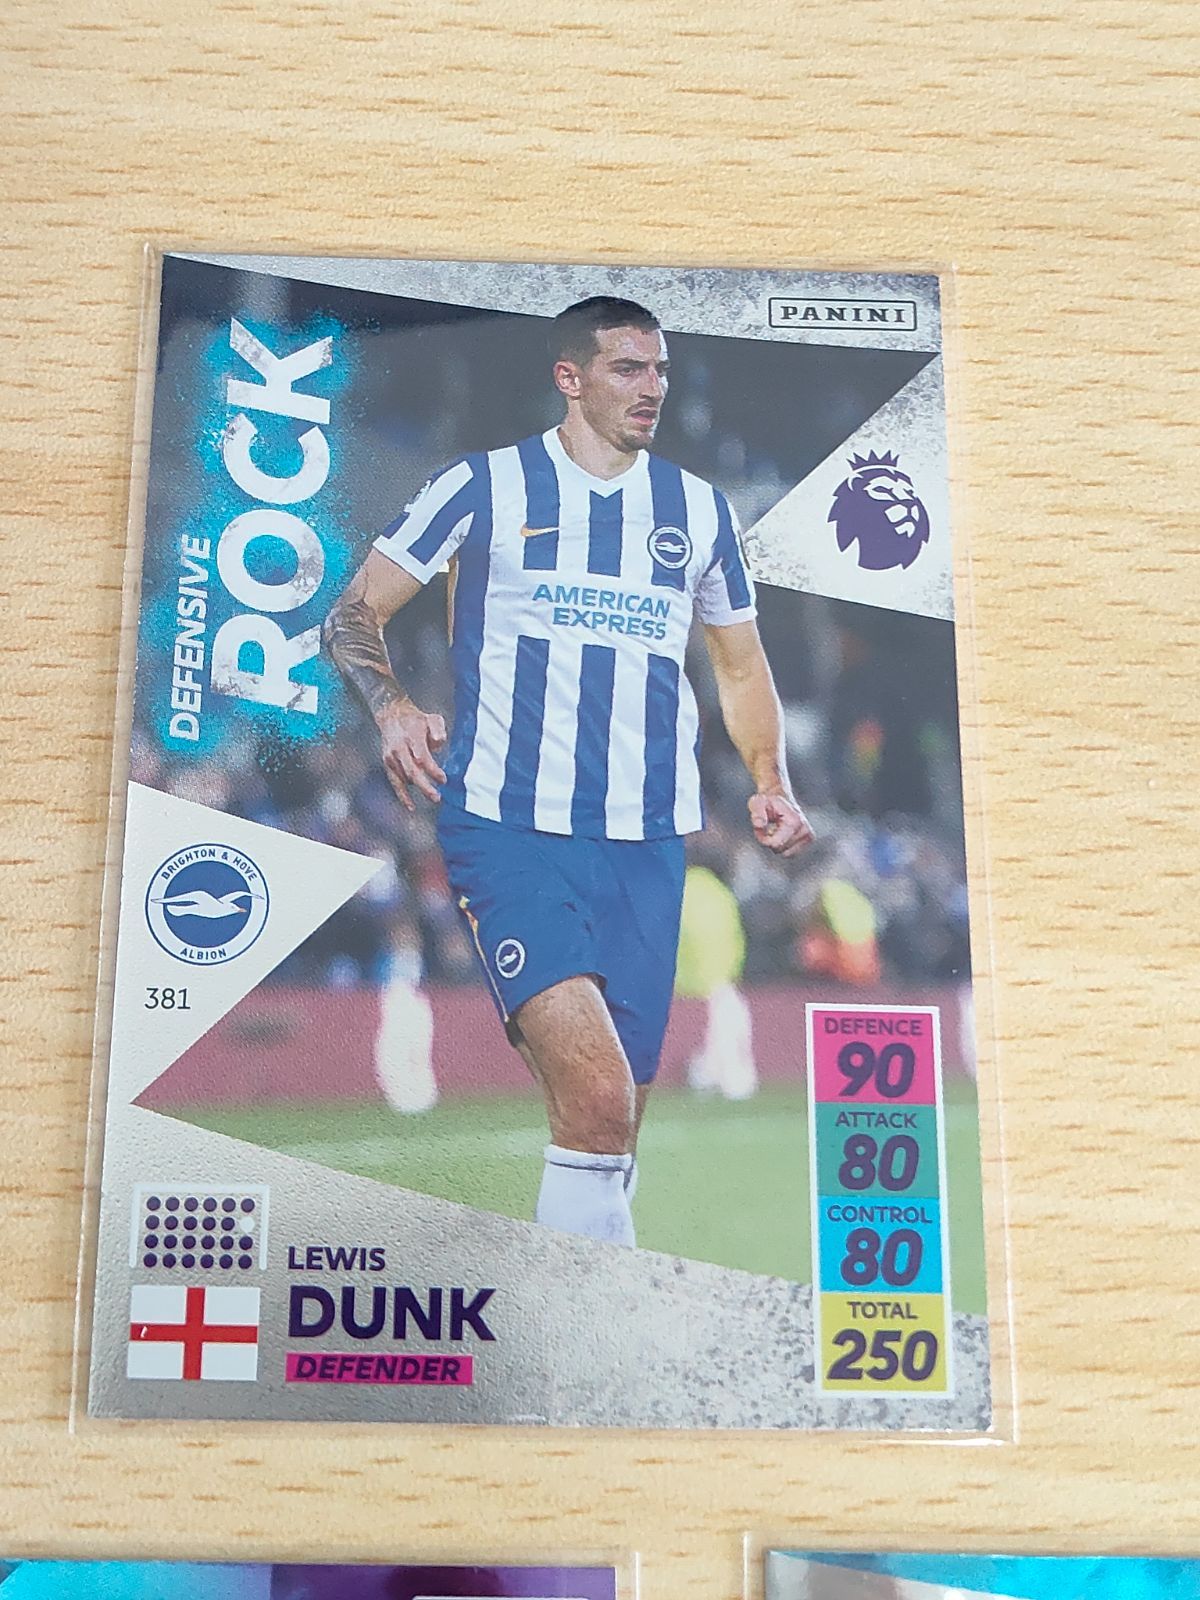 PANINI
DEFENSIVE
ROCK
AMERICAN
EXPRESS
BRIGHTON & HOVE
ALBION
381
DEFENCE
90
ATTACK
80
CONTROL
80
TOTAL
250
LEWIS
DUNK
DEFENDER